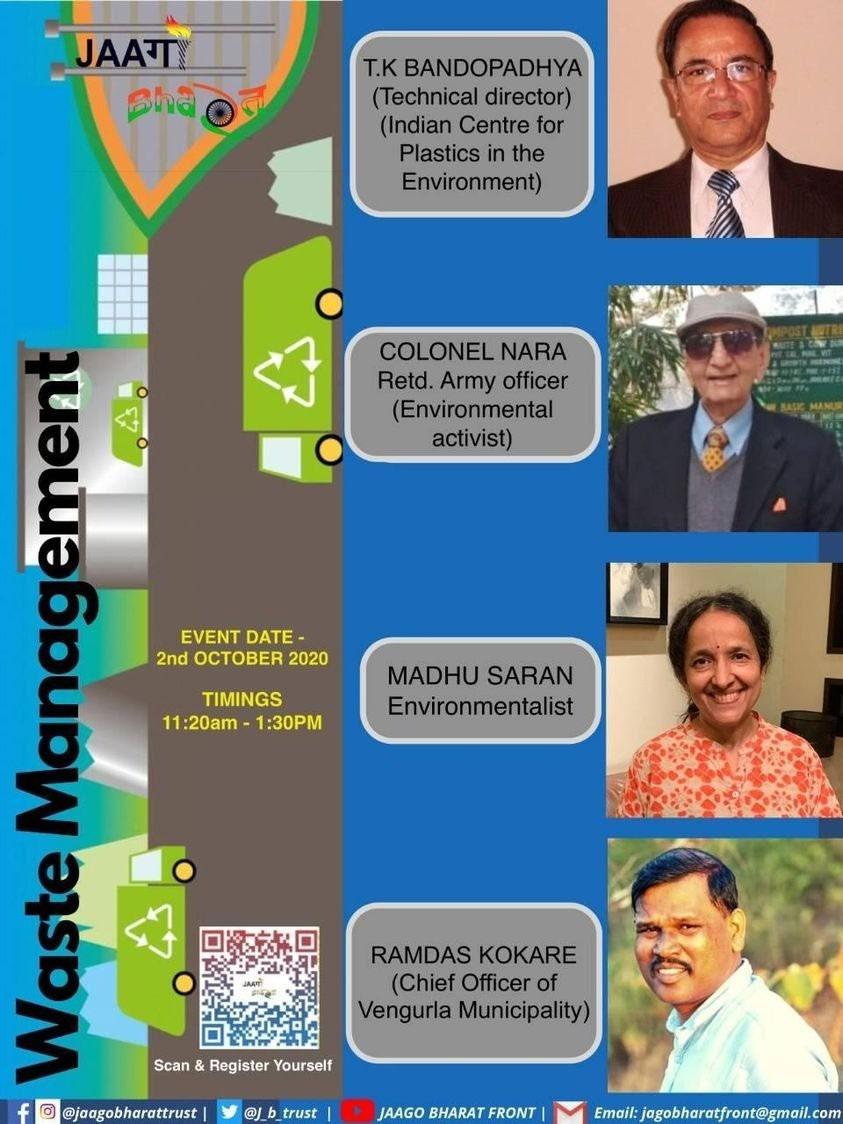 JAAगो
Bharत
T.K BANDOPADHYA
(Technical director)
(Indian Centre for
Plastics in the
Environment)
COLONEL NARA
Retd. Army officer
(Environmental
activist)
Waste Management
EVENT DATE -
2nd OCTOBER 2020
TIMINGS
11:20am - 1:30PM
MADHU SARAN
Environmentalist
RAMDAS KOKARE
(Chief Officer of
Vengurla Municipality)
Scan & Register Yourself
@jaagobharattrust | @J_b_trust | JAAGO BHARAT FRONT | Email: jagobharatfront@gmail.com